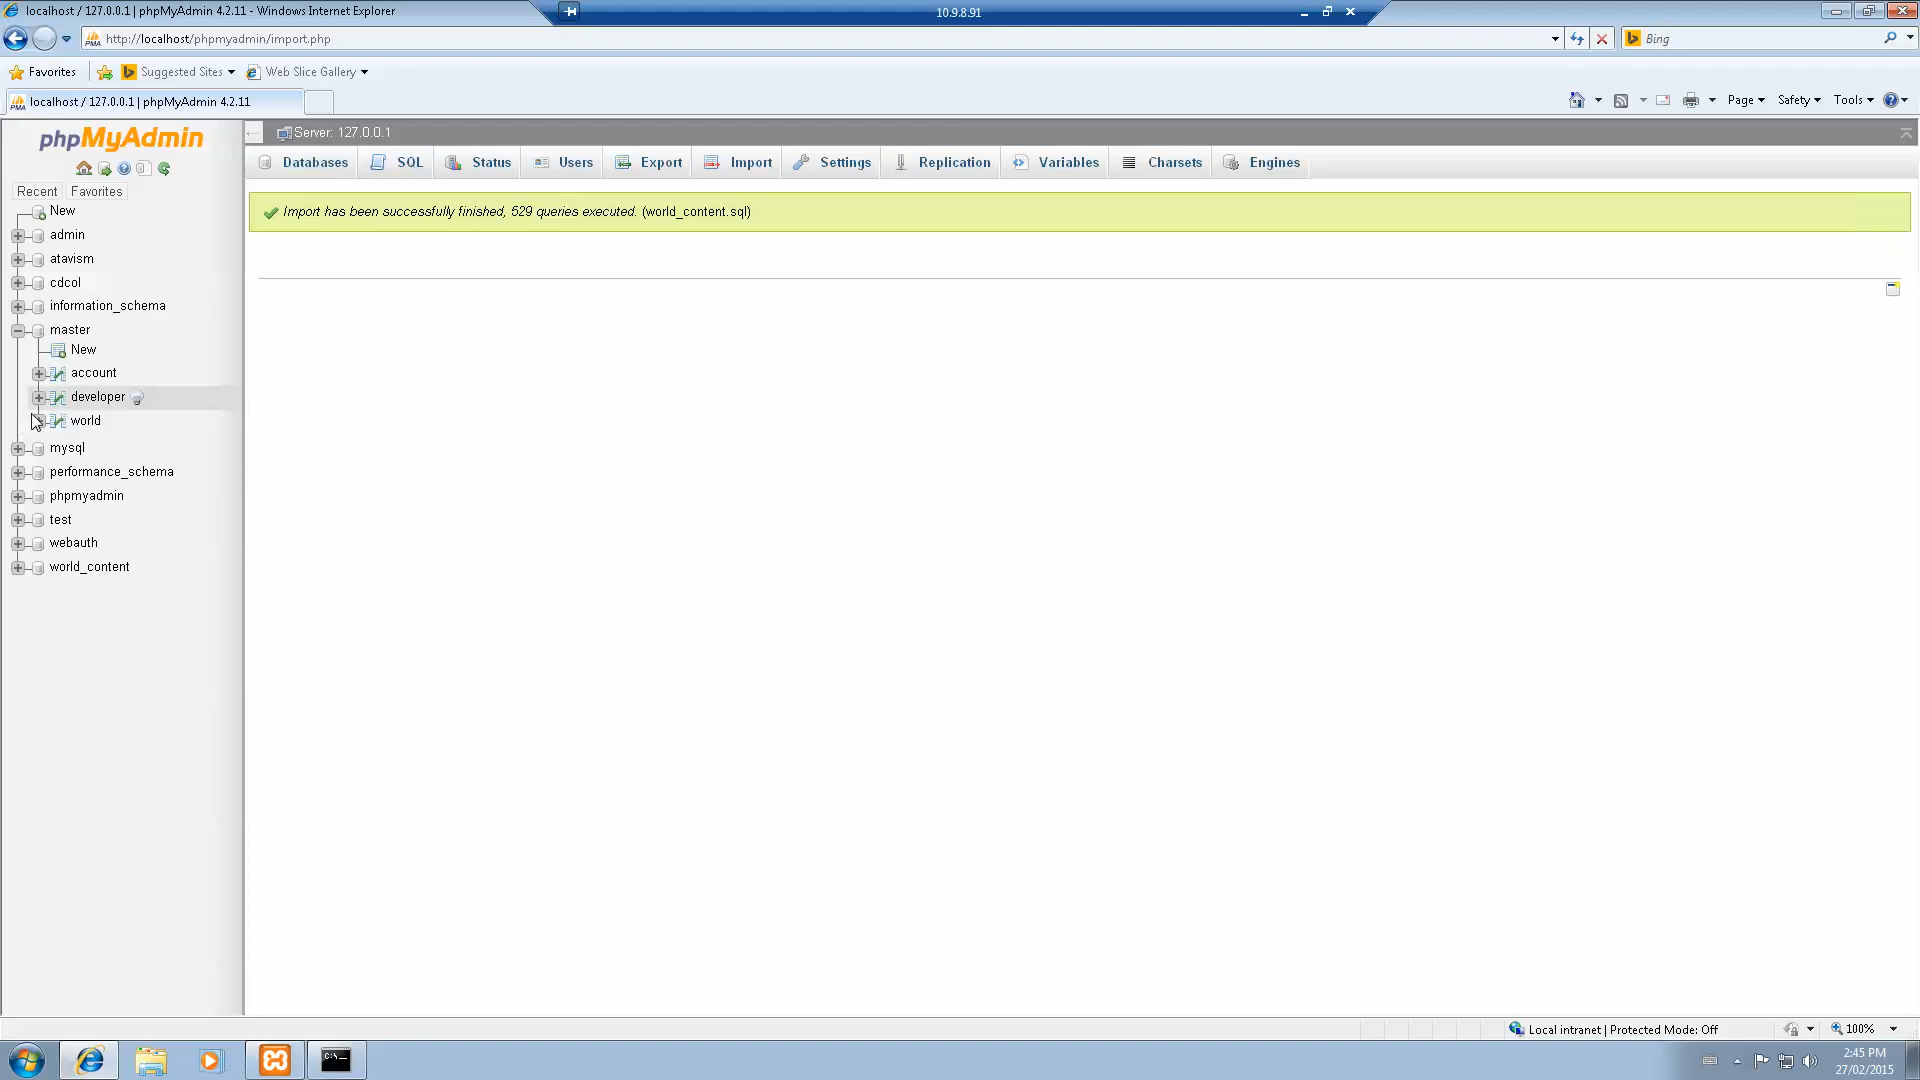 localhost / 127.0.0.1 | phpMyAdmin 4.2.11 - Windows Internet Explorer
10.9.8.91
http://localhost/phpmyadmin/import.php
Bing
Favorites
Suggested Sites
Web Slice Gallery
localhost / 127.0.0.1 | phpMyAdmin 4.2.11
Page
Safety
Tools
phpMyAdmin
Recent
Favorites
New
admin
atavism
cdcol
information_schema
master
New
account
developer
world
mysql
performance_schema
phpmyadmin
test
webauth
world_content
Server: 127.0.0.1
Databases
SQL
Status
Users
Export
Import
Settings
Replication
Variables
Charsets
Engines
Import has been successfully finished, 529 queries executed. (world_content.sql)
Local intranet | Protected Mode: Off
100%
2:45 PM
27/02/2015